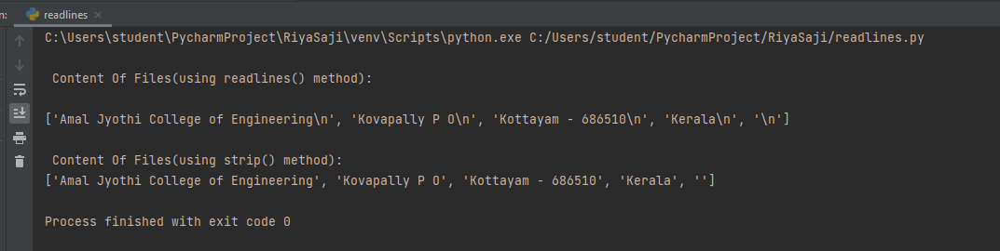 n:
readlines
C:\Users\student\PycharmProject\RiyaSaji\venv\Scripts\python.exe C:/Users/student/PycharmProject/RiyaSaji/readlines.py
Content Of Files(using readlines() method):
['Amal Jyothi College of Engineering\n', 'Kovapally P O\n', 'Kottayam - 686510\n', 'Kerala\n', '\n']
Content Of Files(using strip() method):
['Amal Jyothi College of Engineering', 'Kovapally P O', 'Kottayam - 686510', 'Kerala', '']
Process finished with exit code 0